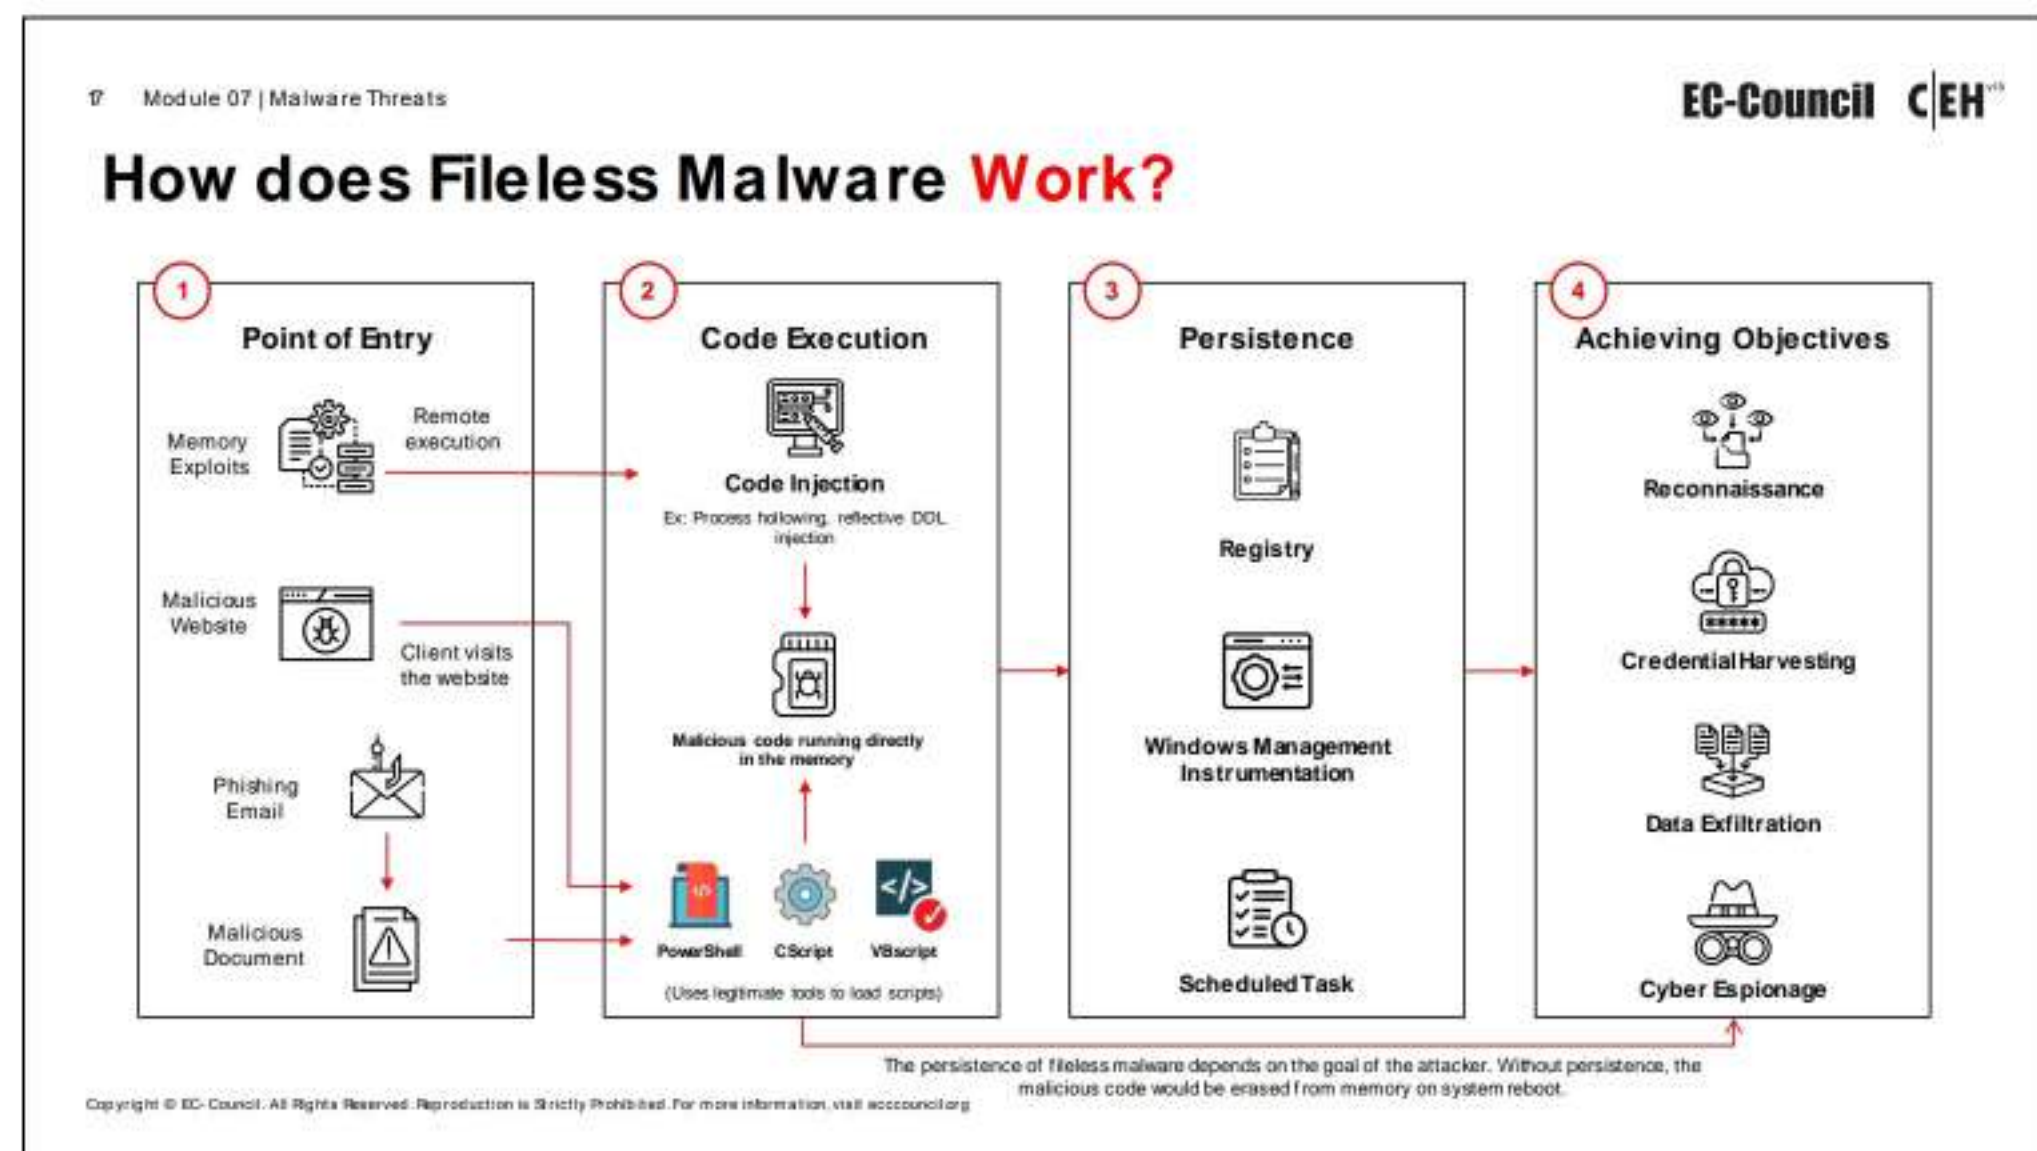 17 Module 07 | Malware Threats
EC-Council C|EH v13
How does Fileless Malware Work?
1
Point of Entry
Memory
Exploits
Remote
execution
Malicious
Website
Client visits
the website
Phishing
Email
Malicious
Document
2
Code Execution
Code Injection
Ex: Process hollowing, reflective DDL
injection
Malicious code running directly
in the memory
</>
PowerShell CScript VBscript
(Uses legitimate tools to load scripts)
3
Persistence
Registry
Windows Management
Instrumentation
Scheduled Task
4
Achieving Objectives
Reconnaissance
Credential Harvesting
Data Exfiltration
Cyber Espionage
The persistence of fileless malware depends on the goal of the attacker. Without persistence, the
malicious code would be erased from memory on system reboot.
Copyright © EC-Council. All Rights Reserved. Reproduction is Strictly Prohibited. For more information, visit ecccouncil.org